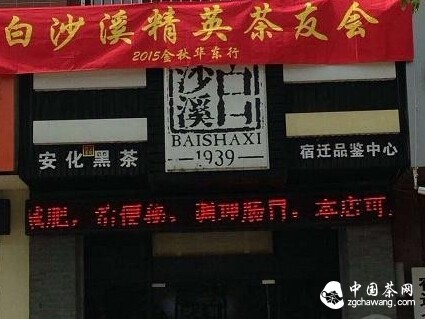 白沙溪精英茶友会
2015金秋华东行
白沙溪
BAISHAXI
1939
安化黑茶
宿迁品鉴中心
减肥，治便秘，调理肠胃，本店可
中国茶网
zgchawang.com